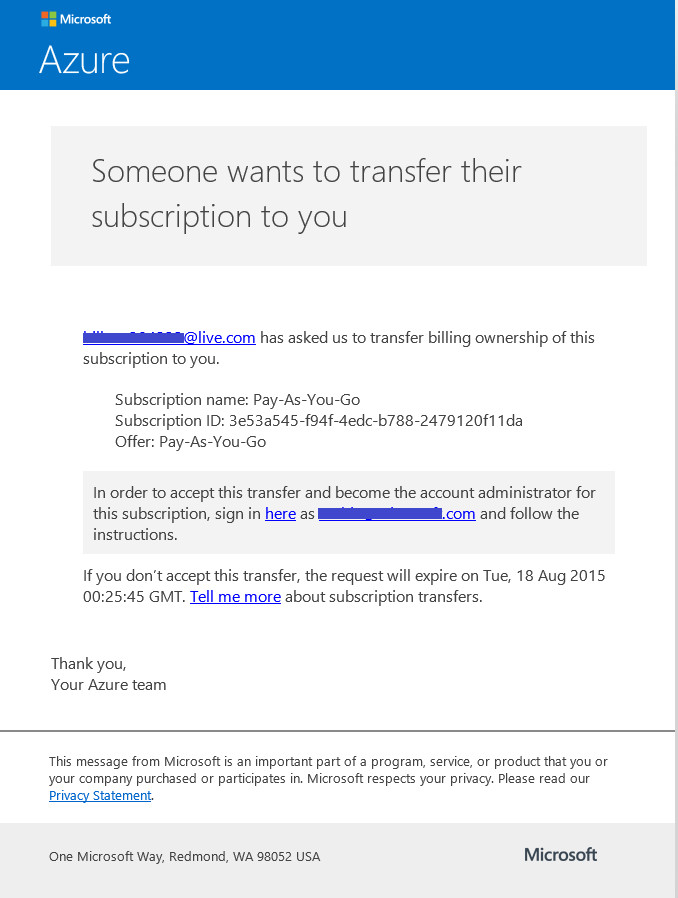 Microsoft
Azure
Someone wants to transfer their
subscription to you
@live.com has asked us to transfer billing ownership of this
subscription to you.
Subscription name: Pay-As-You-Go
Subscription ID: 3e53a545-f94f-4edc-b788-2479120f11da
Offer: Pay-As-You-Go
In order to accept this transfer and become the account administrator for
this subscription, sign in here as .com and follow the
instructions.
If you don’t accept this transfer, the request will expire on Tue, 18 Aug 2015
00:25:45 GMT. Tell me more about subscription transfers.
Thank you,
Your Azure team
This message from Microsoft is an important part of a program, service, or product that you or
your company purchased or participates in. Microsoft respects your privacy. Please read our
Privacy Statement.
One Microsoft Way, Redmond, WA 98052 USA
Microsoft